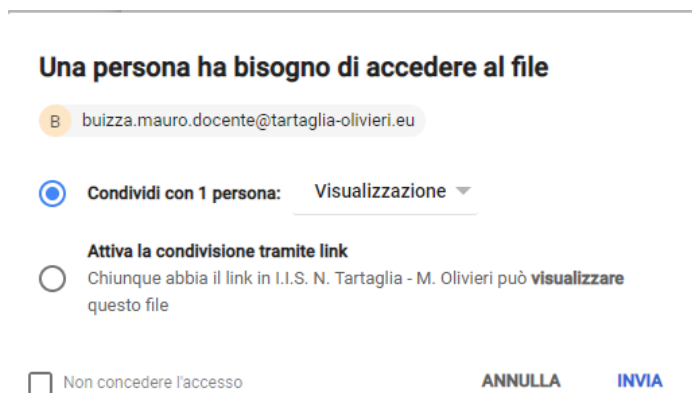 Una persona ha bisogno di accedere al file
B buizza.mauro.docente@tartaglia-olivieri.eu
Condividi con 1 persona: Visualizzazione
Attiva la condivisione tramite link
Chiunque abbia il link in I.I.S. N. Tartaglia - M. Olivieri può visualizzare
questo file
Non concedere l'accesso ANNULLA INVIA